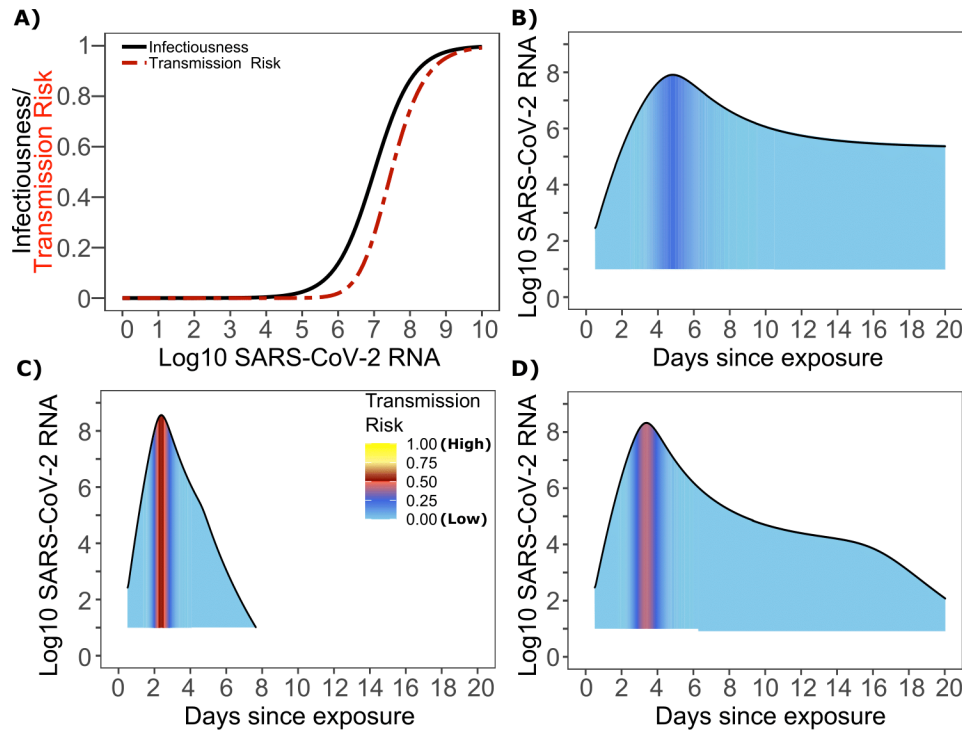 A)
Infectiousness/
Transmission Risk
1
0.8
0.6
0.4
0.2
0
Infectiousness
Transmission Risk
0 1 2 3 4 5 6 7 8 9 10
Log10 SARS-CoV-2 RNA
B)
Log10 SARS-CoV-2 RNA
8
6
4
2
0
0 2 4 6 8 10 12 14 16 18 20
Days since exposure
C)
Log10 SARS-CoV-2 RNA
8
6
4
2
0
Transmission
Risk
1.00 (High)
0.75
0.50
0.25
0.00 (Low)
0 2 4 6 8 10 12 14 16 18 20
Days since exposure
D)
Log10 SARS-CoV-2 RNA
8
6
4
2
0
0 2 4 6 8 10 12 14 16 18 20
Days since exposure